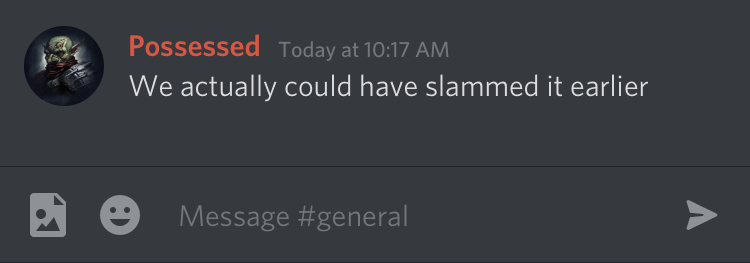 Possessed Today at 10:17 AM
We actually could have slammed it earlier
Message #general